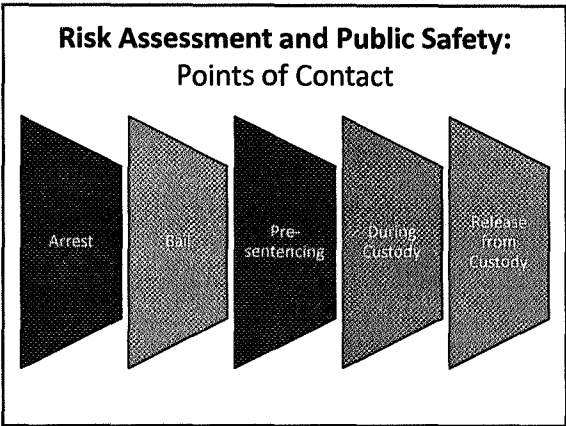 Risk Assessment and Public Safety:
Points of Contact
Arrest
Bail
Pre-
sentencing
During
Custody
Release
from
Custody